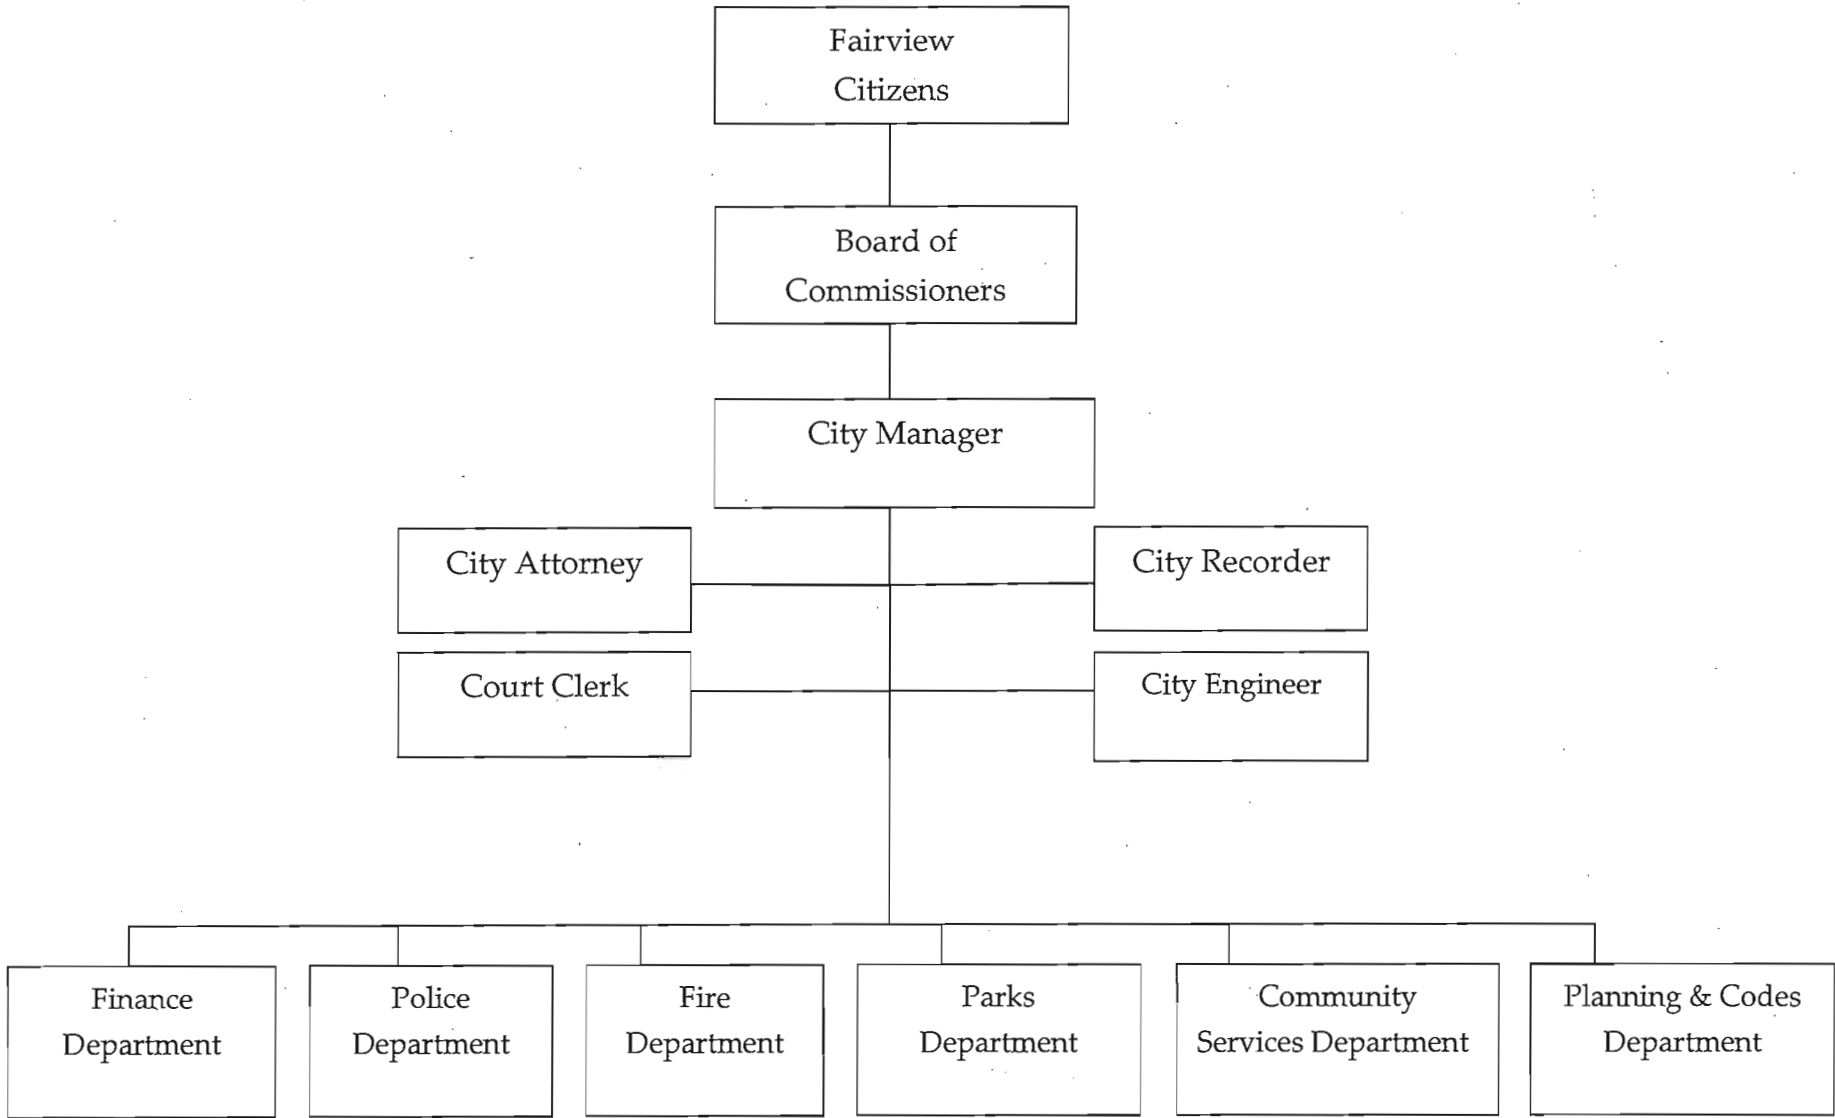 Fairview
Citizens
Board of
Commissioners
City Manager
City Attorney
City Recorder
Court Clerk
City Engineer
Finance
Department
Police
Department
Fire
Department
Parks
Department
Community
Services Department
Planning & Codes
Department